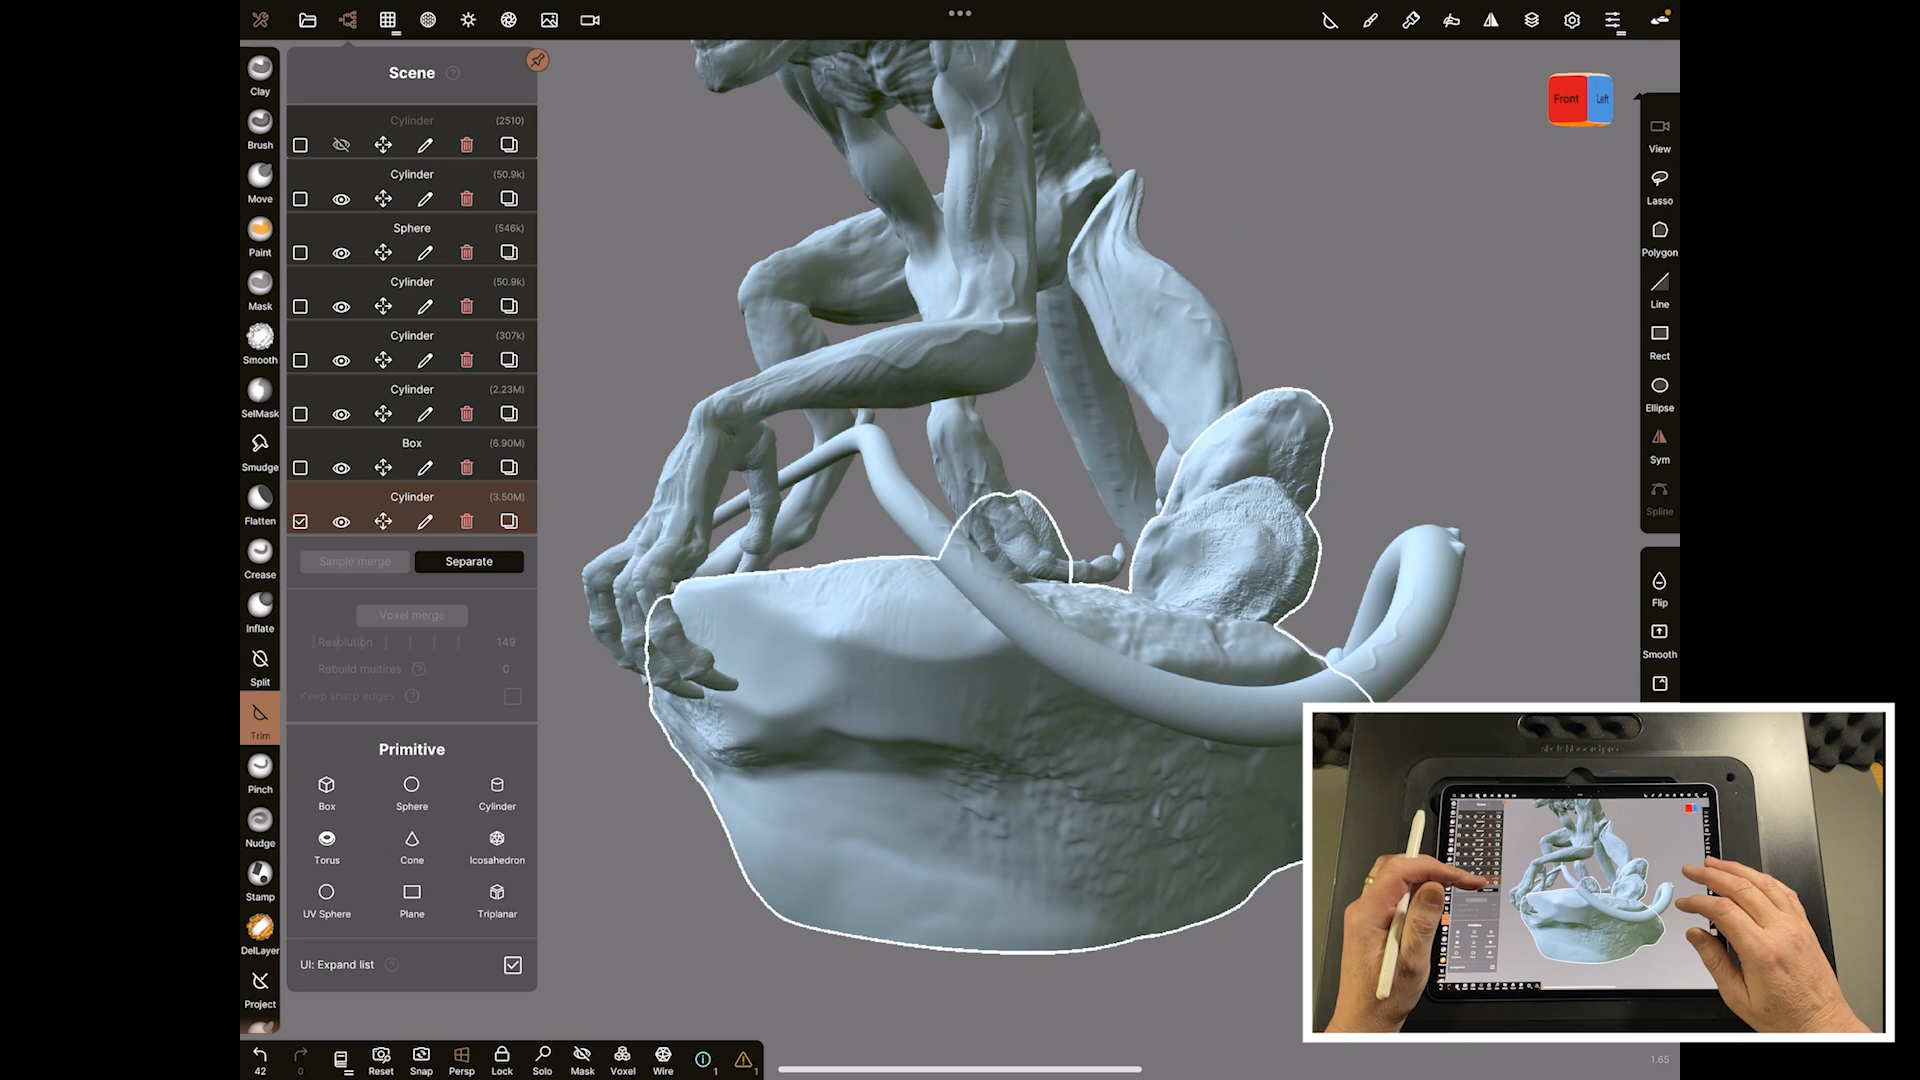 Clay
Brush
Move
Paint
Mask
Smooth
SelMask
Smudge
Flatten
Crease
Inflate
Split
Trim
Pinch
Nudge
Stamp
DelLayer
Project
Scene ?
Cylinder (2510)
Cylinder (50.9k)
Sphere (546k)
Cylinder (50.9k)
Cylinder (307k)
Cylinder (2.23M)
Box (6.90M)
Cylinder (3.50M)
Simple merge Separate
Voxel merge
Resolution 149
Rebuild multires ? 0
Keep sharp edges ?
Primitive
Box Sphere Cylinder
Torus Cone Icosahedron
UV Sphere Plane Triplanar
UI: Expand list ?
42 0 Reset Snap Persp Lock Solo Mask Voxel Wire 1 1
Front Left
View
Lasso
Polygon
Line
Rect
Ellipse
Sym
Spline
Flip
Smooth
1.65